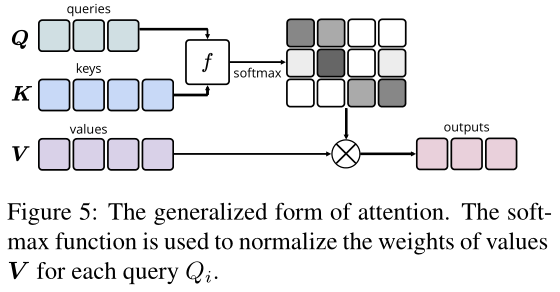 queries
Q
f
keys
softmax
K
values
V
outputs
Figure 5: The generalized form of attention. The soft-
max function is used to normalize the weights of values
V for each query Qi.